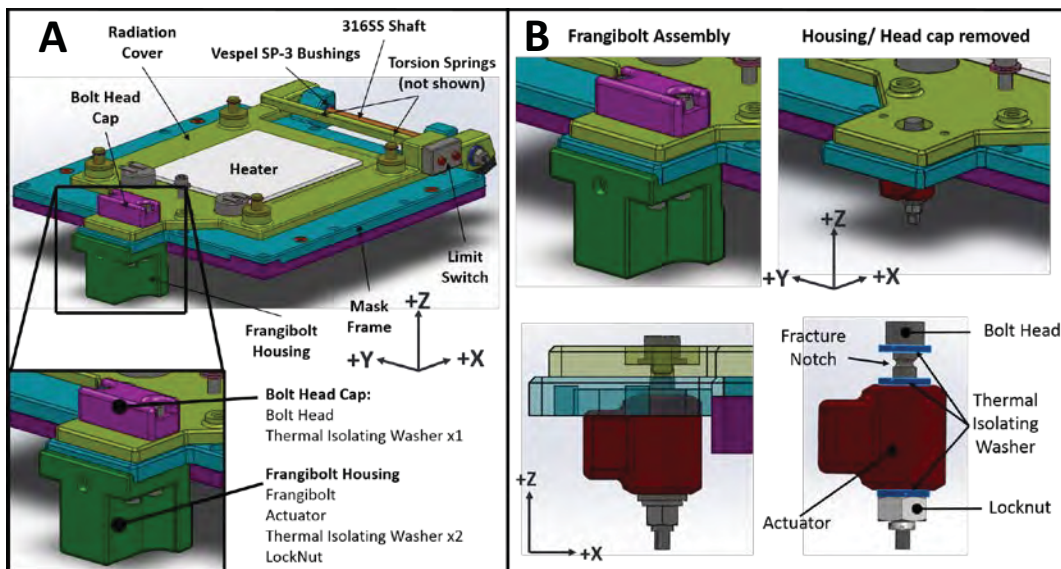 A
Radiation
Cover
Bolt Head
Cap
Vespel SP-3 Bushings
316SS Shaft
Torsion Springs
(not shown)
Heater
Limit
Switch
Mask
Frame
Frangibolt
Housing
+Z
+Y
+X
Bolt Head Cap:
Bolt Head
Thermal Isolating Washer x1
Frangibolt Housing
Frangibolt
Actuator
Thermal Isolating Washer x2
LockNut
B
Frangibolt Assembly
Housing/ Head cap removed
+Z
+Y
+X
+Z
+X
Fracture
Notch
Bolt Head
Thermal
Isolating
Washer
Actuator
Locknut